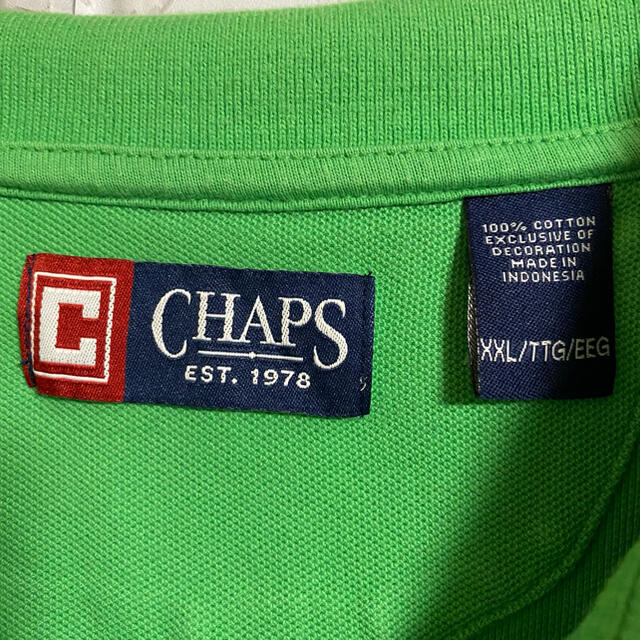 C
CHAPS
EST. 1978
100% COTTON
EXCLUSIVE OF
DECORATION
MADE IN
INDONESIA
XXL/TTG/EEG